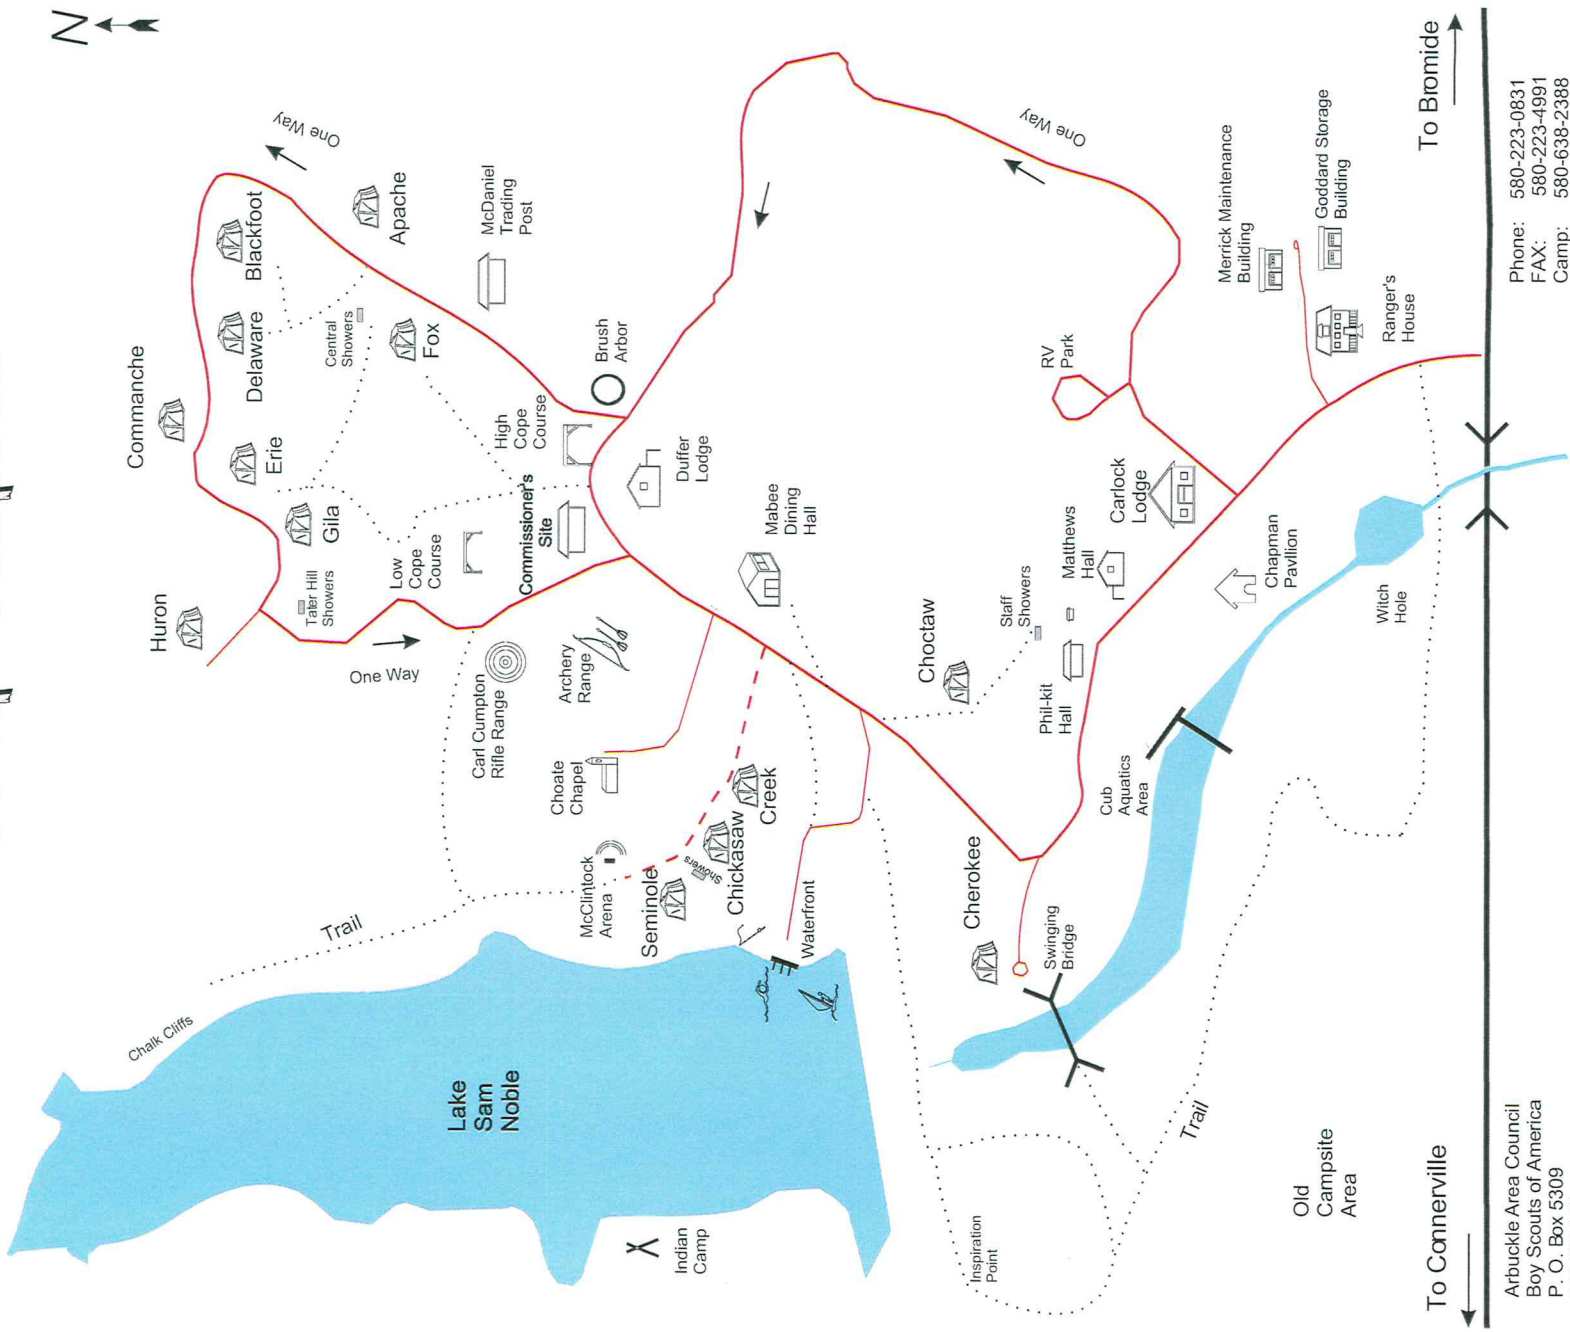 N
Chalk Cliffs
Huron
Commanche
Trail
One Way
Tater Hill
Showers
Gila
Erie
Delaware
Blackfoot
One Way
Central
Showers
Apache
Low
Cope
Course
Fox
Lake
Sam
Noble
Carl Cumpton
Rifle Range
McDaniel
Trading
Post
High
Cope
Course
Commissioner's
Site
Archery
Range
Choate
Chapel
Brush
Arbor
McClintock
Arena
Seminole
Showers
Duffer
Lodge
Indian
Camp
Chickasaw
Creek
Mabee
Dining
Hall
Waterfront
Choctaw
Cherokee
Inspiration
Point
Staff
Showers
Phil-kit
Hall
Matthews
Hall
RV
Park
One Way
Swinging
Bridge
Carlock
Lodge
Cub
Aquatics
Area
Trail
Merrick Maintenance
Building
Chapman
Pavillion
Goddard Storage
Building
Old
Campsite
Area
Witch
Hole
Ranger's
House
To Connerville
To Bromide
Arbuckle Area Council
Boy Scouts of America
P. O. Box 5309
Phone: 580-223-0831
FAX: 580-223-4991
Camp: 580-638-2388